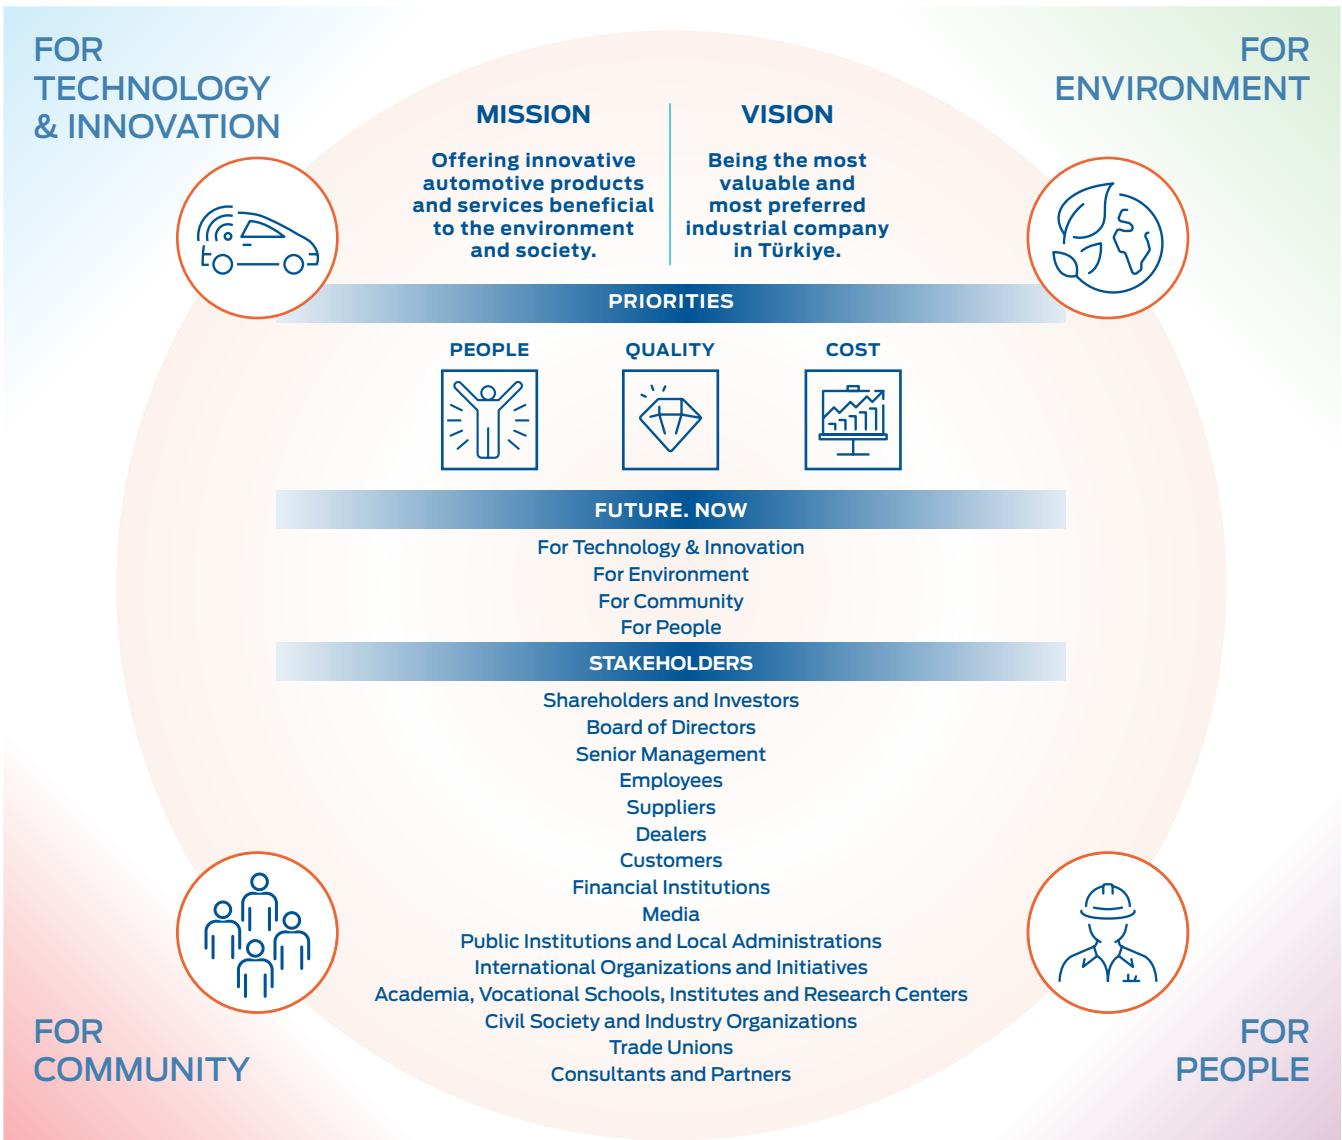 FOR
TECHNOLOGY
& INNOVATION
FOR
ENVIRONMENT
MISSION
Offering innovative
automotive products
and services beneficial
to the environment
and society.
VISION
Being the most
valuable and
most preferred
industrial company
in Türkiye.
PRIORITIES
PEOPLE
QUALITY
COST
FUTURE. NOW
For Technology & Innovation
For Environment
For Community
For People
STAKEHOLDERS
Shareholders and Investors
Board of Directors
Senior Management
Employees
Suppliers
Dealers
Customers
Financial Institutions
Media
Public Institutions and Local Administrations
International Organizations and Initiatives
Academia, Vocational Schools, Institutes and Research Centers
Civil Society and Industry Organizations
Trade Unions
Consultants and Partners
FOR
COMMUNITY
FOR
PEOPLE